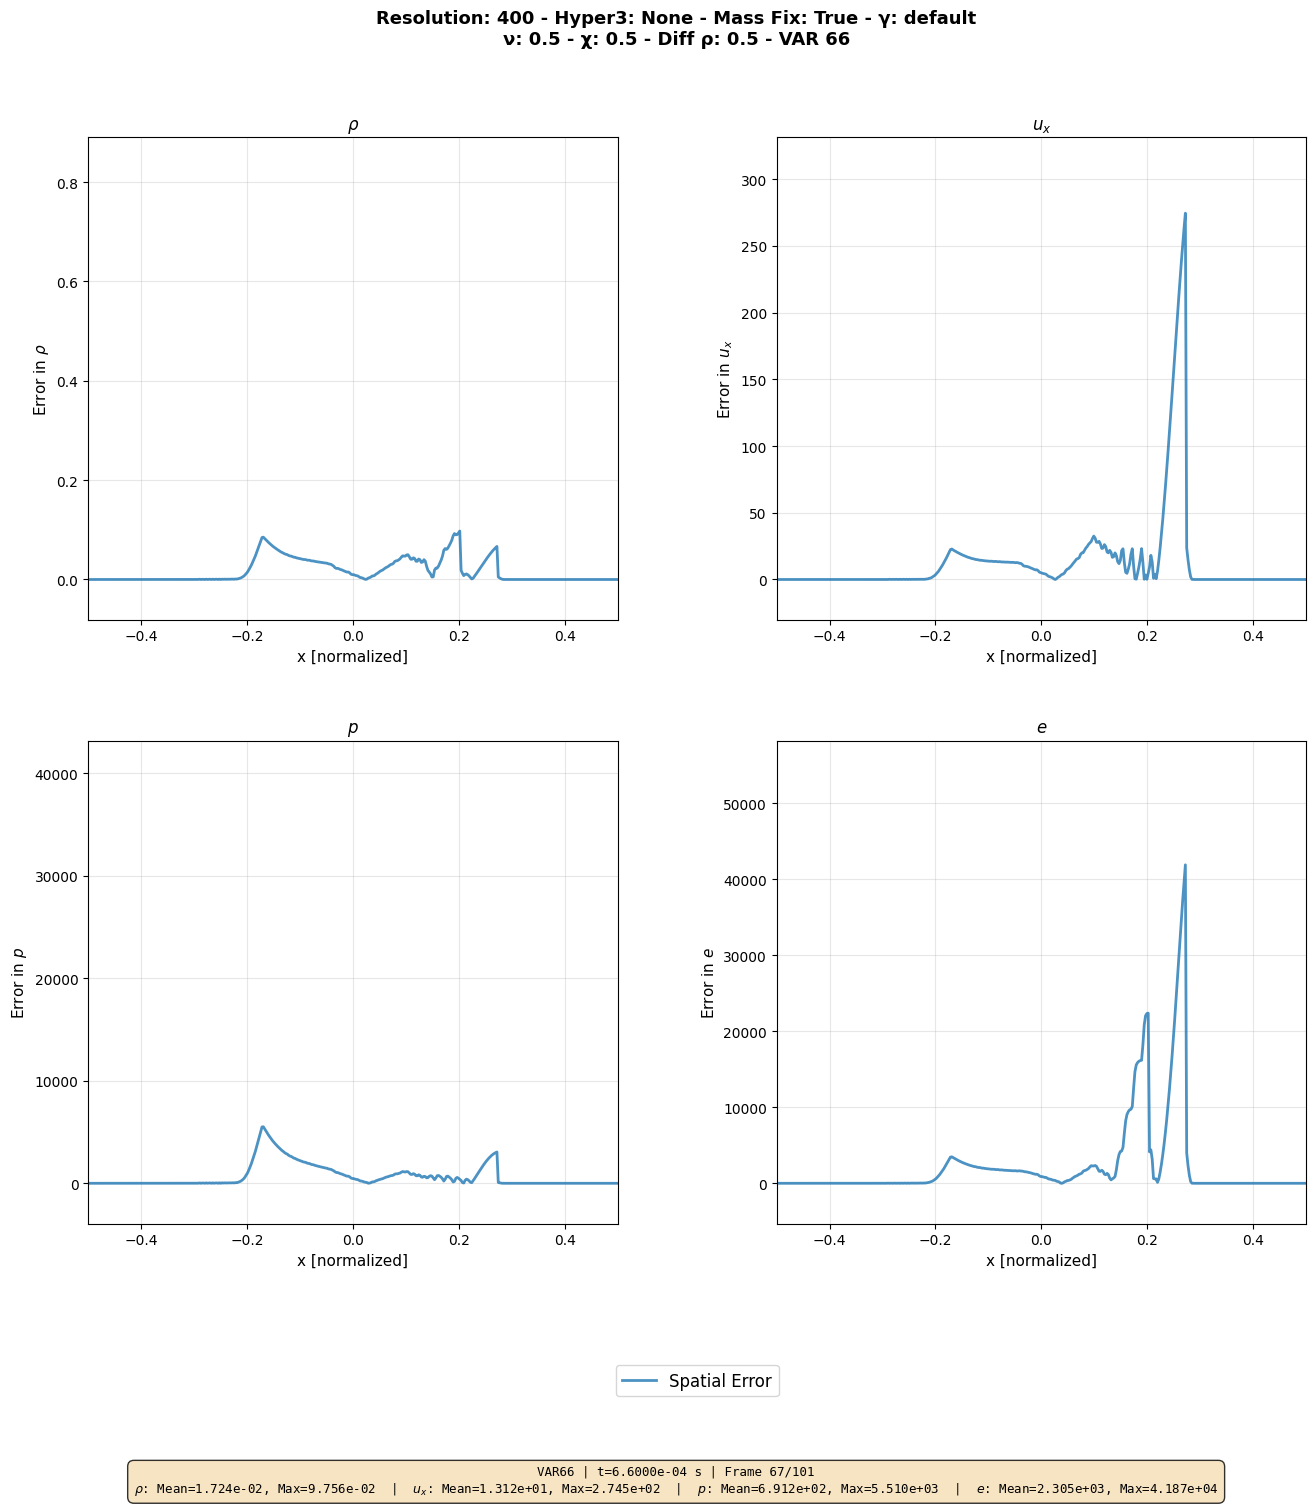 Resolution: 400 - Hyper3: None - Mass Fix: True - γ: default
ν: 0.5 - χ: 0.5 - Diff ρ: 0.5 - VAR 66
ρ
0.8
0.6
0.4
0.2
0.0
Error in ρ
−0.4 −0.2 0.0 0.2 0.4
x [normalized]
u_x
300
250
200
150
100
50
0
Error in u_x
−0.4 −0.2 0.0 0.2 0.4
x [normalized]
p
40000
30000
20000
10000
0
Error in p
−0.4 −0.2 0.0 0.2 0.4
x [normalized]
e
50000
40000
30000
20000
10000
0
Error in e
−0.4 −0.2 0.0 0.2 0.4
x [normalized]
Spatial Error
VAR66 | t=6.6000e-04 s | Frame 67/101
ρ: Mean=1.724e-02, Max=9.756e-02 | u_x: Mean=1.312e+01, Max=2.745e+02 | p: Mean=6.912e+02, Max=5.510e+03 | e: Mean=2.305e+03, Max=4.187e+04